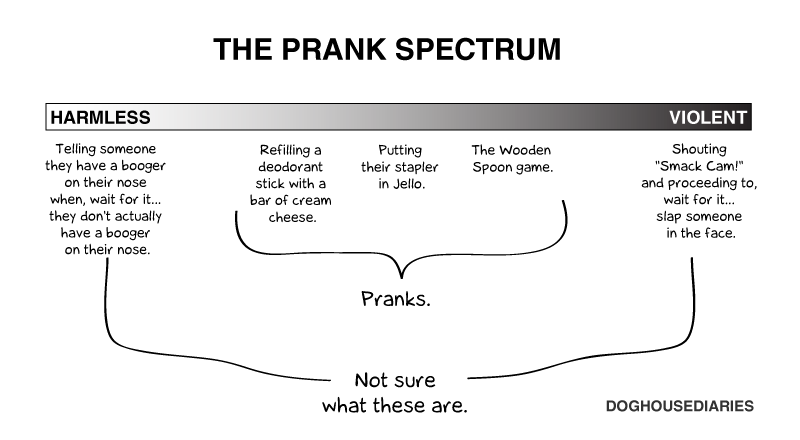 THE PRANK SPECTRUM
HARMLESS
VIOLENT
Telling someone
they have a booger
on their nose
when, wait for it...
they don't actually
have a booger
on their nose.
Refilling a
deodorant
stick with a
bar of cream
cheese.
Putting
their stapler
in Jello.
The Wooden
Spoon game.
Shouting
"Smack Cam!"
and proceeding to,
wait for it...
slap someone
in the face.
Pranks.
Not sure
what these are.
DOGHOUSEDIARIES